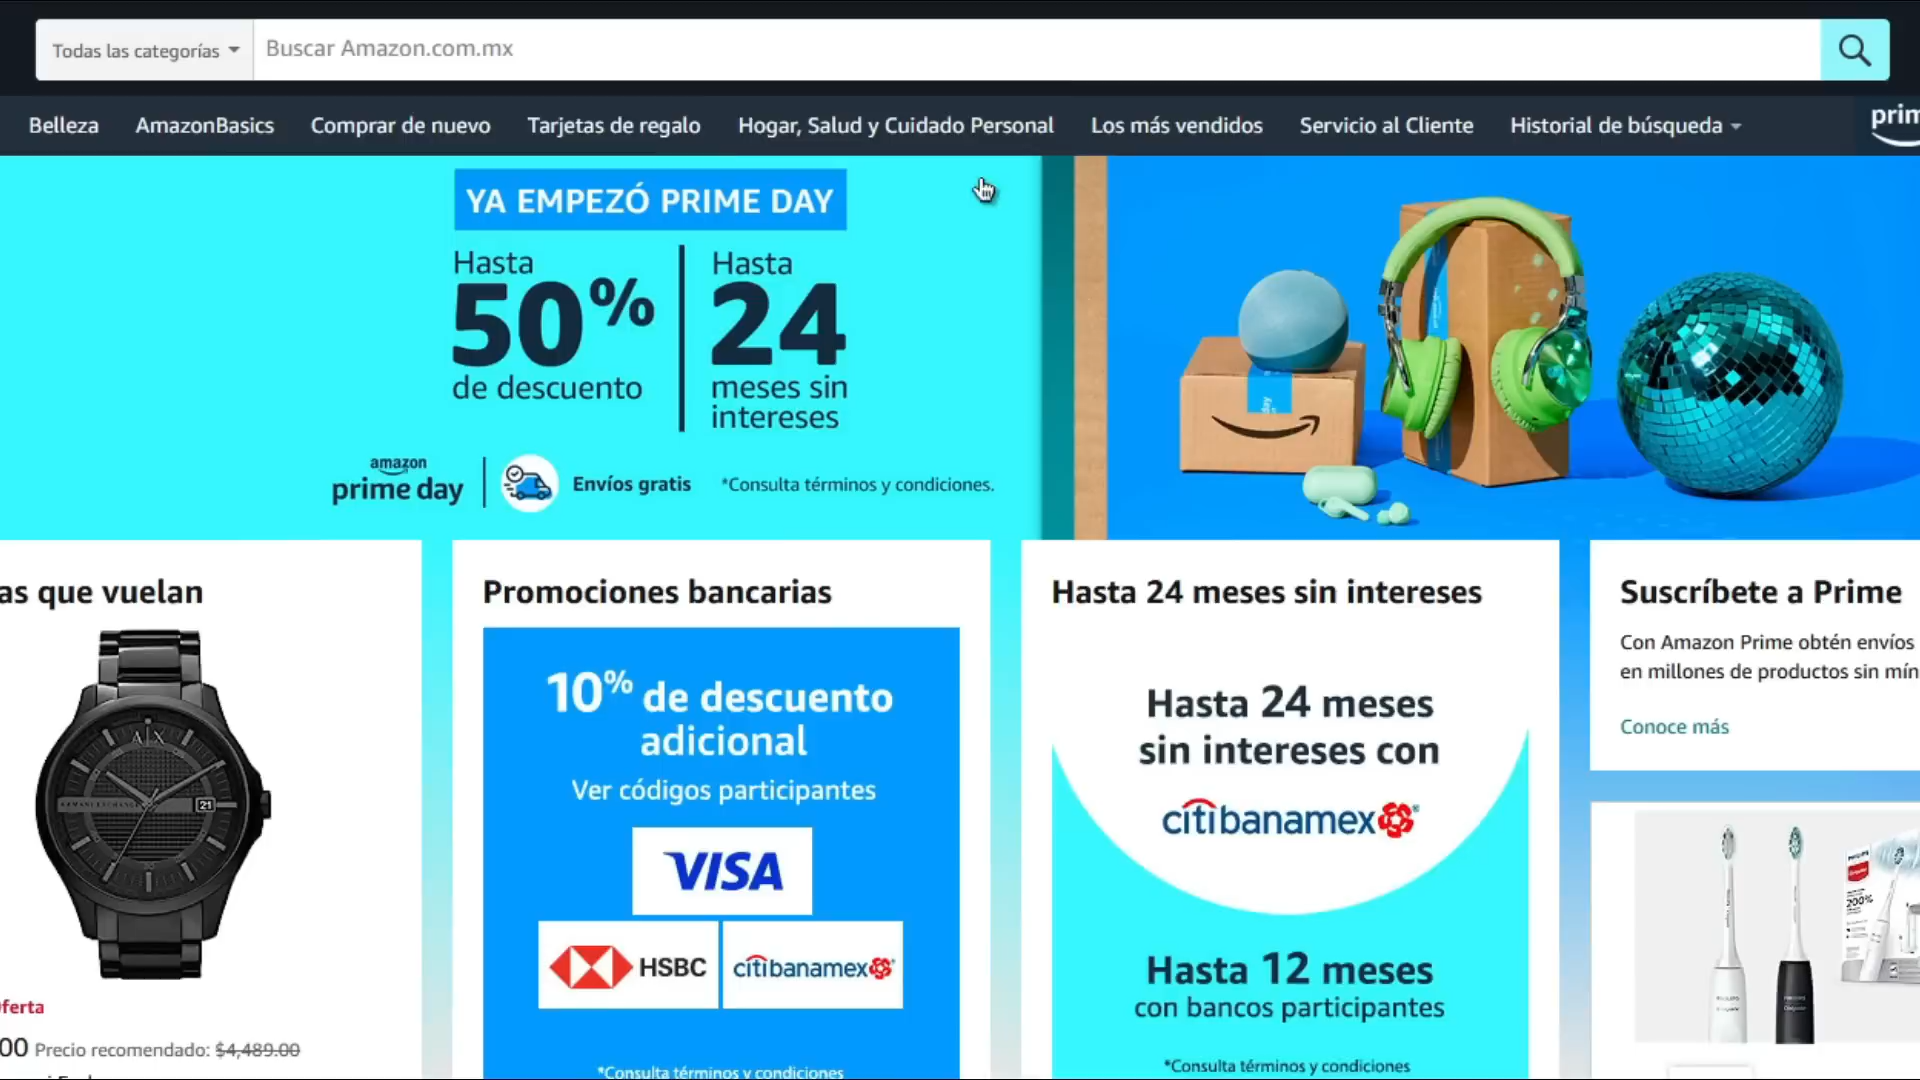 Todas las categorías
Buscar Amazon.com.mx
Belleza
AmazonBasics
Comprar de nuevo
Tarjetas de regalo
Hogar, Salud y Cuidado Personal
Los más vendidos
Servicio al Cliente
Historial de búsqueda
prim
YA EMPEZÓ PRIME DAY
Hasta
50%
de descuento
Hasta
24
meses sin
intereses
amazon
prime day
Envíos gratis
*Consulta términos y condiciones.
as que vuelan
ferta
00 Precio recomendado: $4,489.00
Promociones bancarias
10% de descuento
adicional
Ver códigos participantes
VISA
HSBC
citibanamex
*Consulta términos y condiciones
Hasta 24 meses sin intereses
Hasta 24 meses
sin intereses con
citibanamex®
Hasta 12 meses
con bancos participantes
*Consulta términos y condiciones
Suscríbete a Prime
Con Amazon Prime obtén envíos
en millones de productos sin mín
Conoce más
200%